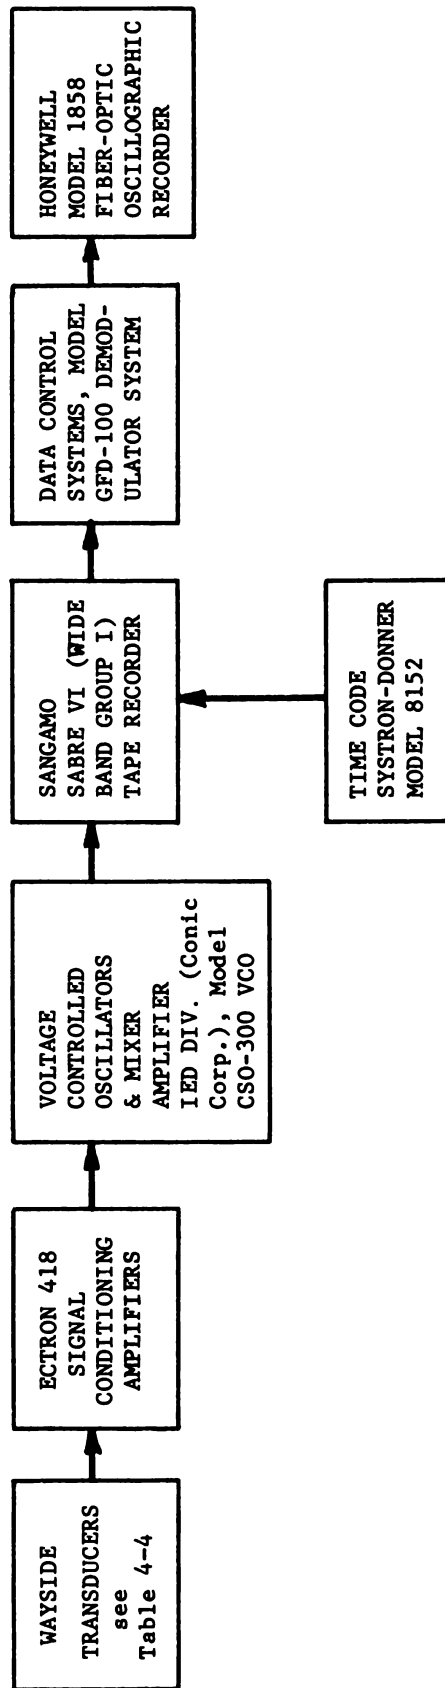 WAYSIDE
TRANSDUCERS
see
Table 4-4
ECTRON 418
SIGNAL
CONDITIONING
AMPLIFIERS
VOLTAGE
CONTROLLED
OSCILLATORS
& MIXER
AMPLIFIER
IED DIV. (Conic
Corp.), Model
CSO-300 VCO
SANGAMO
SABRE VI (WIDE
BAND GROUP I)
TAPE RECORDER
TIME CODE
SYSTRON-DONNER
MODEL 8152
DATA CONTROL
SYSTEMS, MODEL
GFD-100 DEMOD-
ULATOR SYSTEM
HONEYWELL
MODEL 1858
FIBER-OPTIC
OSCILLOGRAPHIC
RECORDER